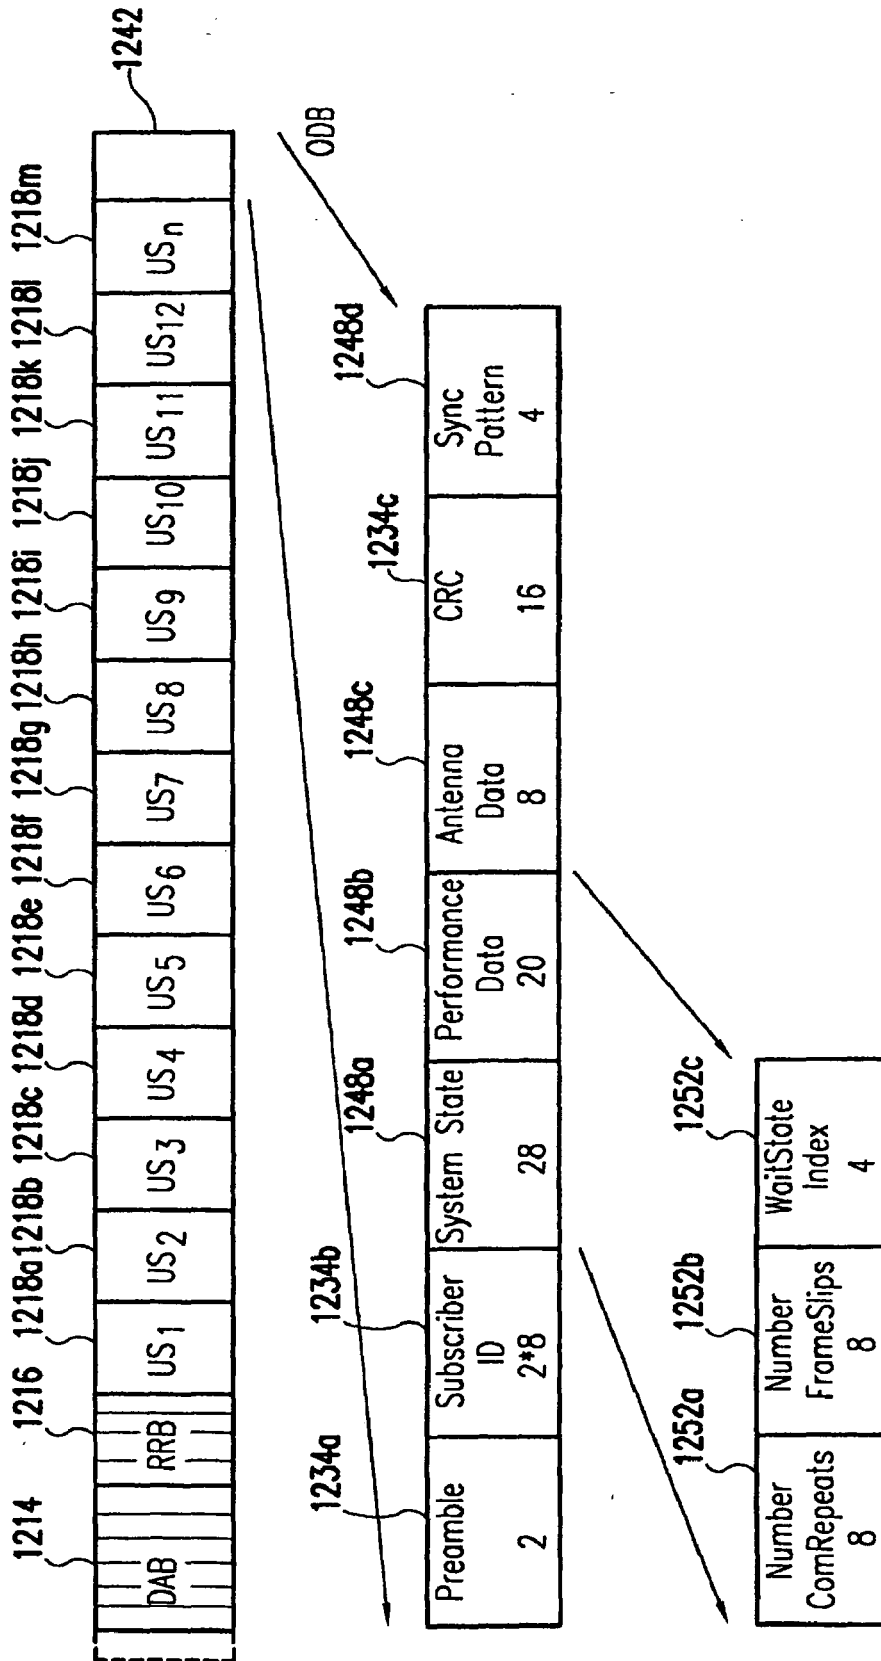 1214
1216
1218a
1218b
1218c
1218d
1218e
1218f
1218g
1218h
1218i
1218j
1218k
1218l
1218m
1242
DAB
RRB
US1
US2
US3
US4
US5
US6
US7
US8
US9
US10
US11
US12
USn
ODB
1234a
1234b
1248a
1248b
1248c
1234c
1248d
Preamble
2
Subscriber
ID
2*8
System State
28
Performance
Data
20
Antenna
Data
8
CRC
16
Sync
Pattern
4
1252a
1252b
1252c
Number
ComRepeats
8
Number
FrameSlips
8
WaitState
Index
4